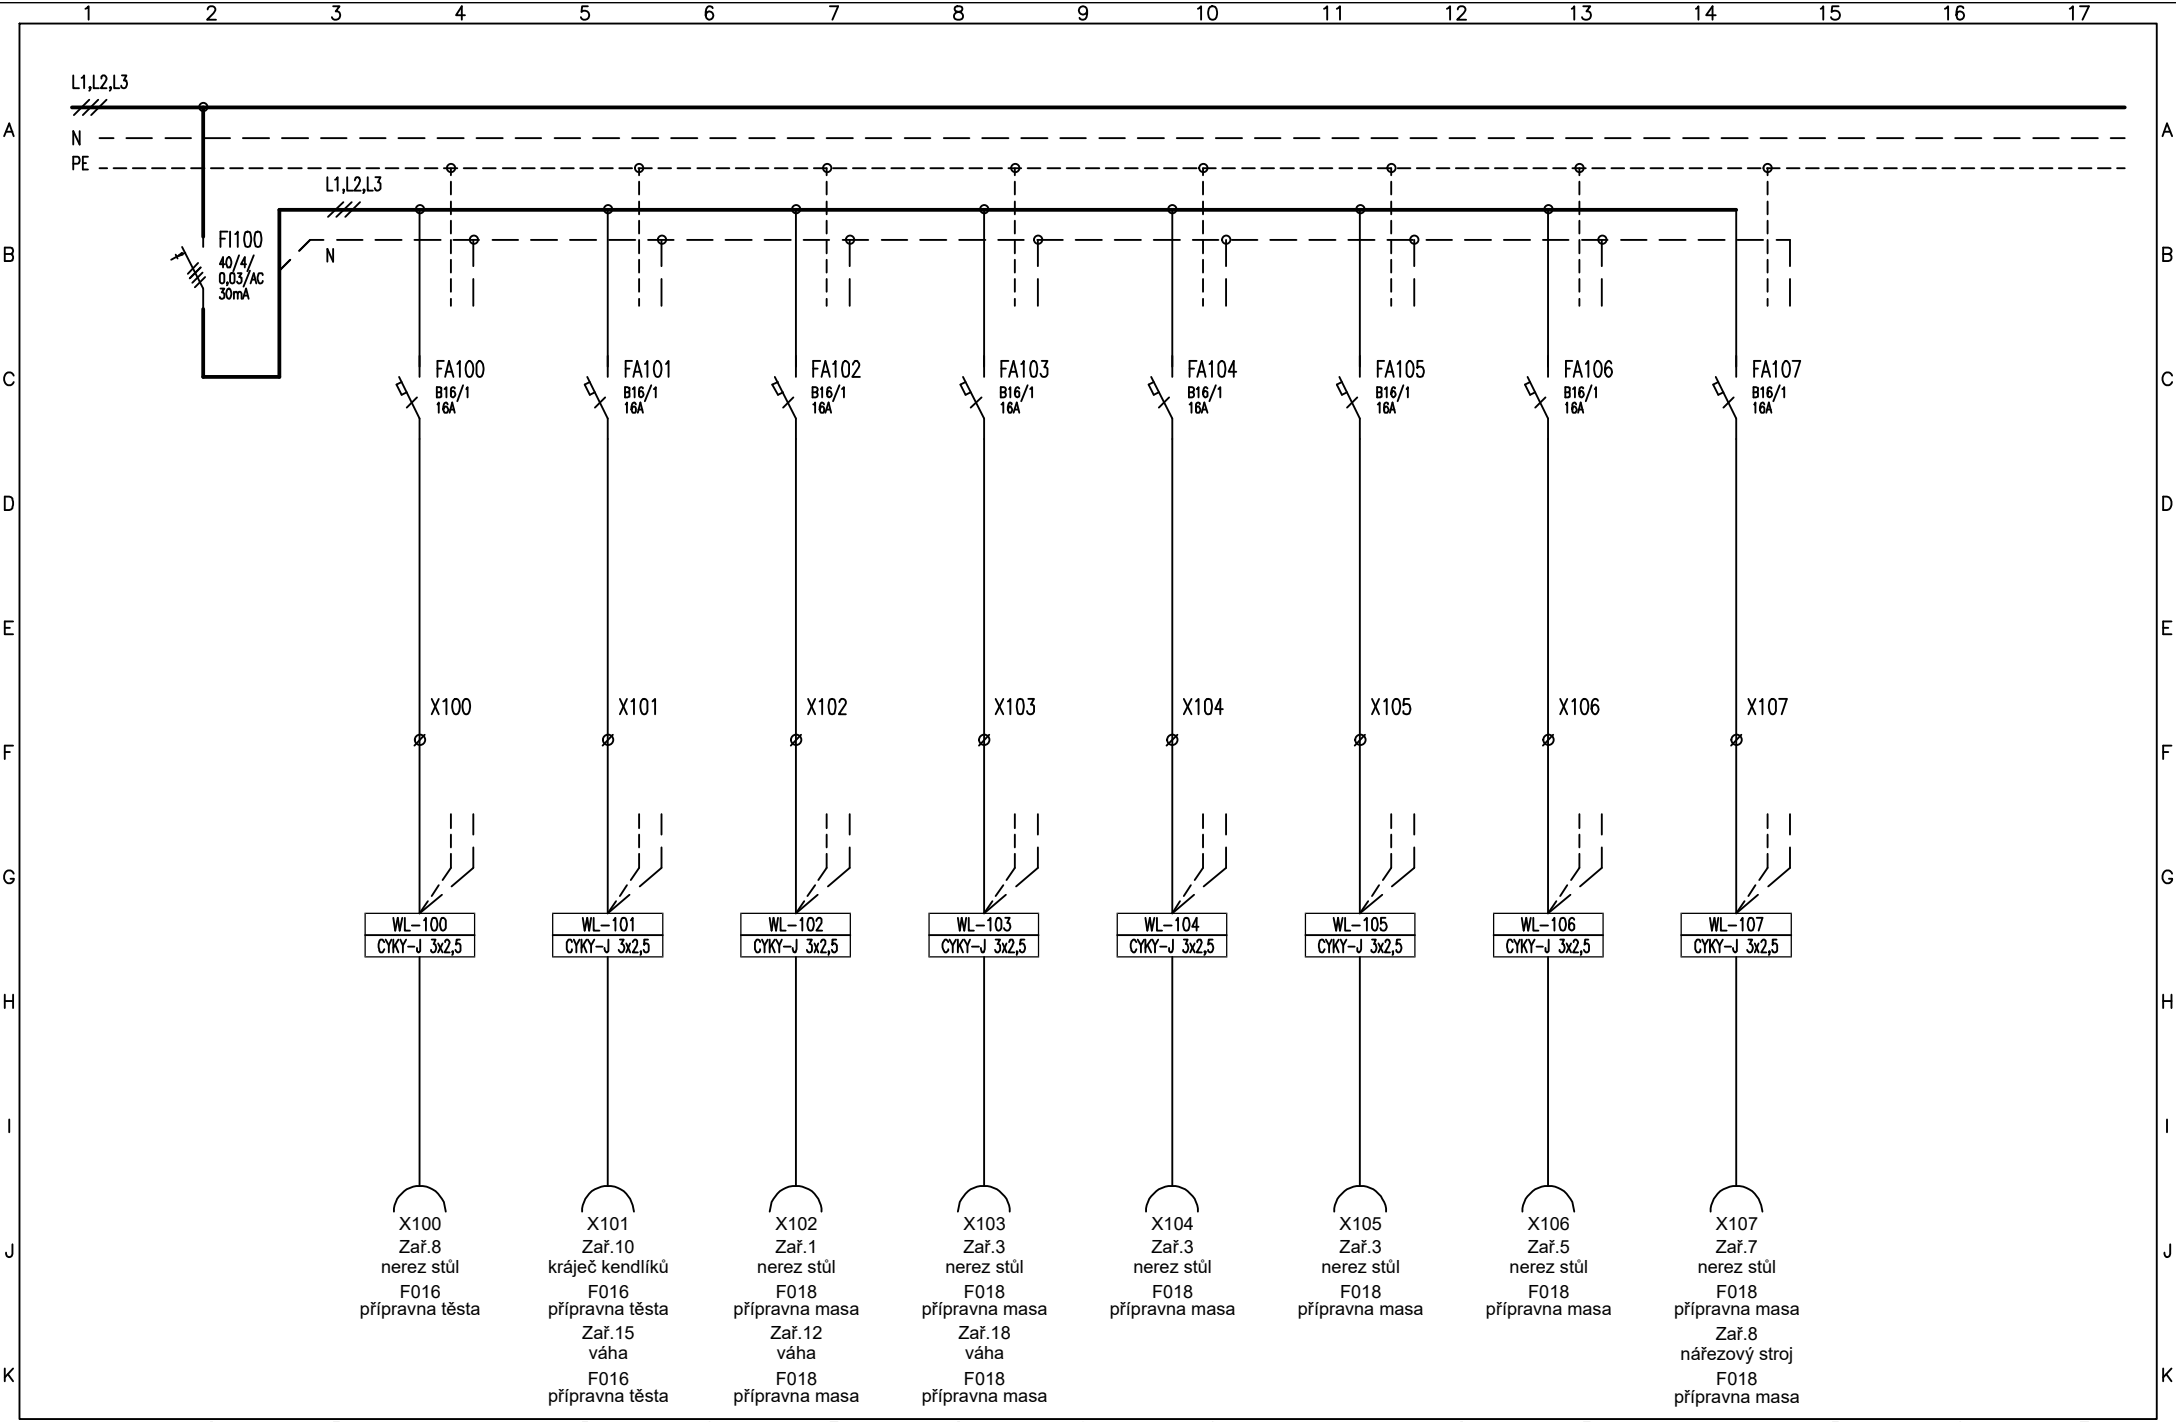 1 2 3 4 5 6 7 8 9 10 11 12 13 14 15 16 17
L1,L2,L3
A A
N
PE
L1,L2,L3
FI100
40/4/
0,03/AC
30mA
N
B B
FA100 FA101 FA102 FA103 FA104 FA105 FA106 FA107
C C
B16/1 B16/1 B16/1 B16/1 B16/1 B16/1 B16/1 B16/1
16A 16A 16A 16A 16A 16A 16A 16A
D D
E E
X100 X101 X102 X103 X104 X105 X106 X107
F F
G G
WL-100 WL-101 WL-102 WL-103 WL-104 WL-105 WL-106 WL-107
CYKY-J 3x2,5 CYKY-J 3x2,5 CYKY-J 3x2,5 CYKY-J 3x2,5 CYKY-J 3x2,5 CYKY-J 3x2,5 CYKY-J 3x2,5 CYKY-J 3x2,5
H H
I I
X100 X101 X102 X103 X104 X105 X106 X107
J Zař.8 Zař.10 Zař.1 Zař.3 Zař.3 Zař.3 Zař.5 Zař.7 J
nerez stůl kráječ kendlíků nerez stůl nerez stůl nerez stůl nerez stůl nerez stůl nerez stůl
F016 F016 F018 F018 F018 F018 F018 F018
přípravna těsta přípravna těsta přípravna masa přípravna masa přípravna masa přípravna masa přípravna masa přípravna masa
Zař.15 Zař.12 Zař.18 Zař.8
váha váha váha nářezový stroj
K F016 F018 F018 F018 K
přípravna těsta přípravna masa přípravna masa přípravna masa